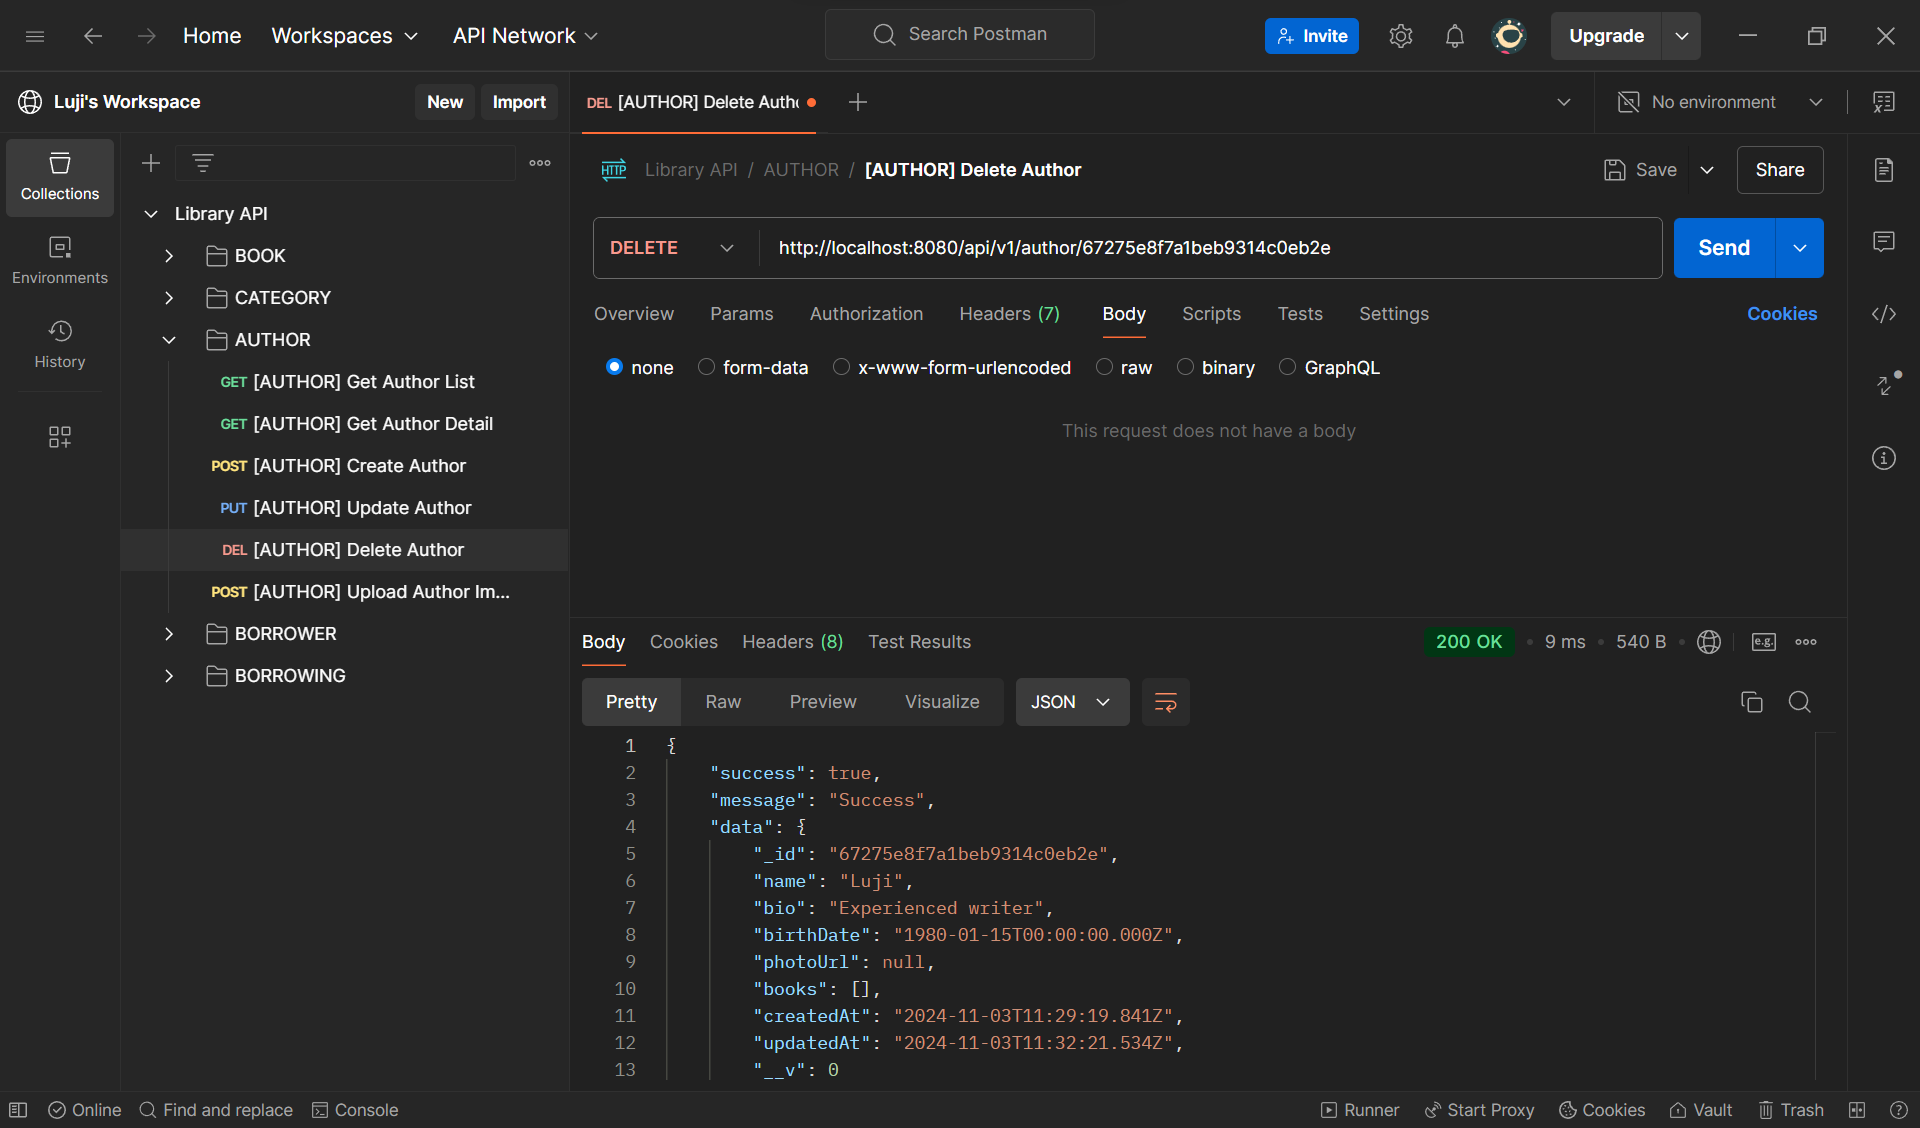 Home Workspaces API Network Search Postman Invite Upgrade
Luji's Workspace New Import
DEL [AUTHOR] Delete Auth No environment
Collections
Environments
History
Library API
BOOK
CATEGORY
AUTHOR
GET [AUTHOR] Get Author List
GET [AUTHOR] Get Author Detail
POST [AUTHOR] Create Author
PUT [AUTHOR] Update Author
DEL [AUTHOR] Delete Author
POST [AUTHOR] Upload Author Im...
BORROWER
BORROWING
HTTP Library API / AUTHOR / [AUTHOR] Delete Author Save Share
DELETE http://localhost:8080/api/v1/author/67275e8f7a1beb9314c0eb2e Send
Overview Params Authorization Headers (7) Body Scripts Tests Settings Cookies
none form-data x-www-form-urlencoded raw binary GraphQL
This request does not have a body
Body Cookies Headers (8) Test Results 200 OK 9 ms 540 B e.g.
Pretty Raw Preview Visualize JSON
1 {
2 "success": true,
3 "message": "Success",
4 "data": {
5 "_id": "67275e8f7a1beb9314c0eb2e",
6 "name": "Luji",
7 "bio": "Experienced writer",
8 "birthDate": "1980-01-15T00:00:00.000Z",
9 "photoUrl": null,
10 "books": [],
11 "createdAt": "2024-11-03T11:29:19.841Z",
12 "updatedAt": "2024-11-03T11:32:21.534Z",
13 "__v": 0
Online Find and replace Console Runner Start Proxy Cookies Vault Trash